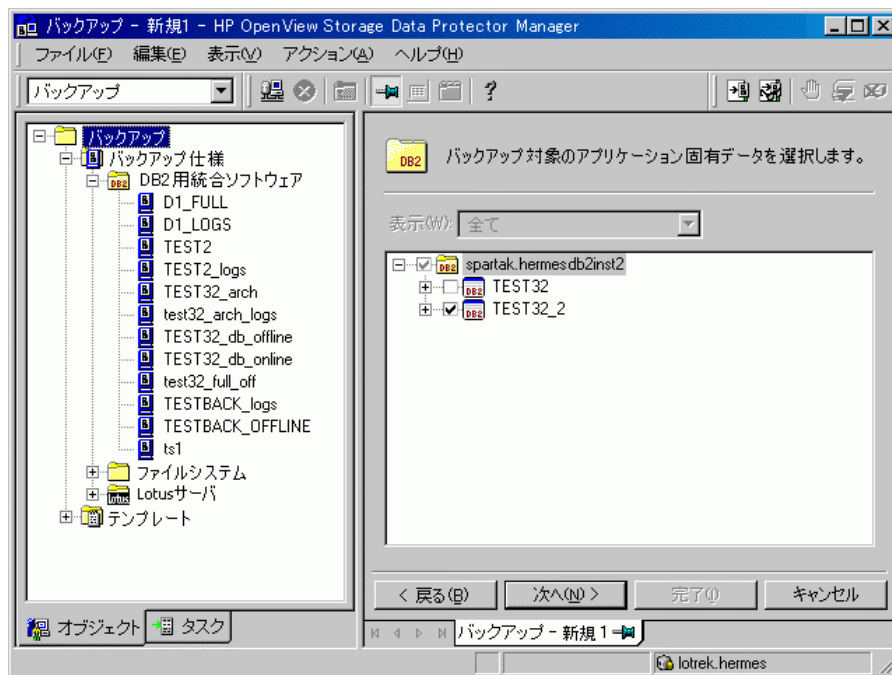 バックアップ - 新規1 - HP OpenView Storage Data Protector Manager
ファイル(F) 編集(E) 表示(V) アクション(A) ヘルプ(H)
バックアップ
バックアップ
バックアップ仕様
DB2用統合ソフトウェア
D1_FULL
D1_LOGS
TEST2
TEST2_logs
TEST32_arch
test32_arch_logs
TEST32_db_offline
TEST32_db_online
test32_full_off
TESTBACK_logs
TESTBACK_OFFLINE
ts1
ファイルシステム
Lotusサーバ
テンプレート
オブジェクト タスク
DB2 バックアップ対象のアプリケーション固有データを選択します。
表示(W): 全て
DB2 spartak.hermesdb2inst2
DB2 TEST32
DB2 TEST32_2
< 戻る(B) 次へ(N) > 完了(I) キャンセル
バックアップ - 新規 1
lotrek.hermes